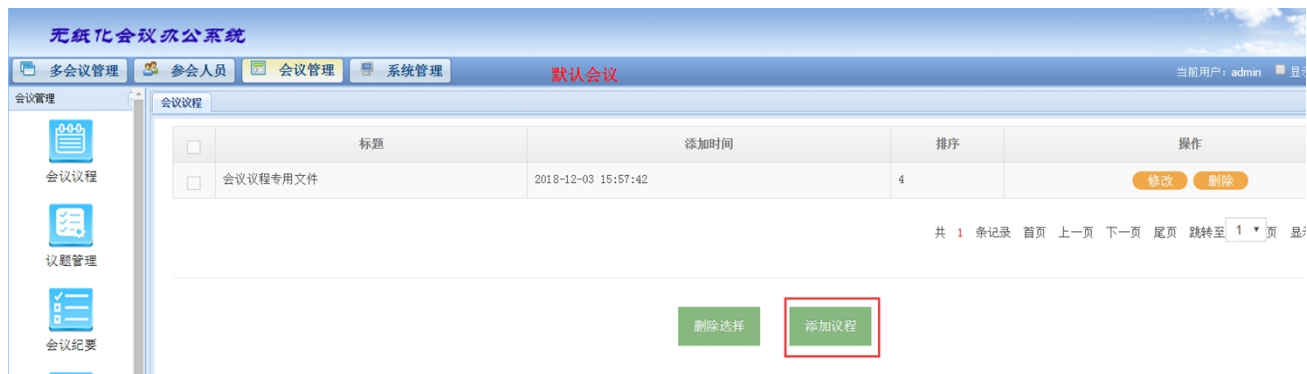 无纸化会议办公系统
多会议管理 参会人员 会议管理 系统管理 默认会议 当前用户：admin 显示
会议管理 会议议程
标题 添加时间 排序 操作
会议议程专用文件 2018-12-03 15:57:42 4 修改 删除
会议议程
共 1 条记录 首页 上一页 下一页 尾页 跳转至 1 页 显示
议题管理
删除选择 添加议程
会议纪要